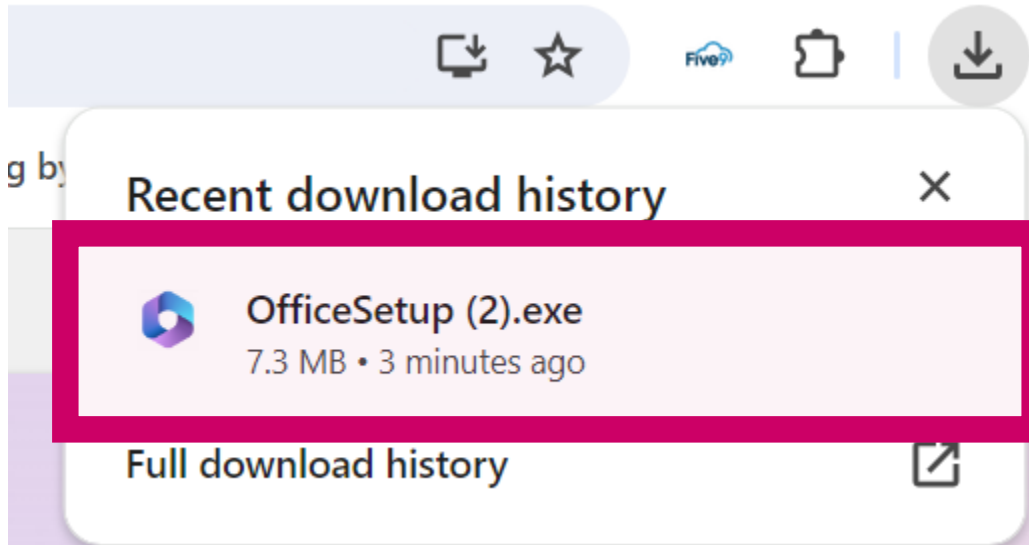 Five9
g by
Recent download history
OfficeSetup (2).exe
7.3 MB • 3 minutes ago
Full download history